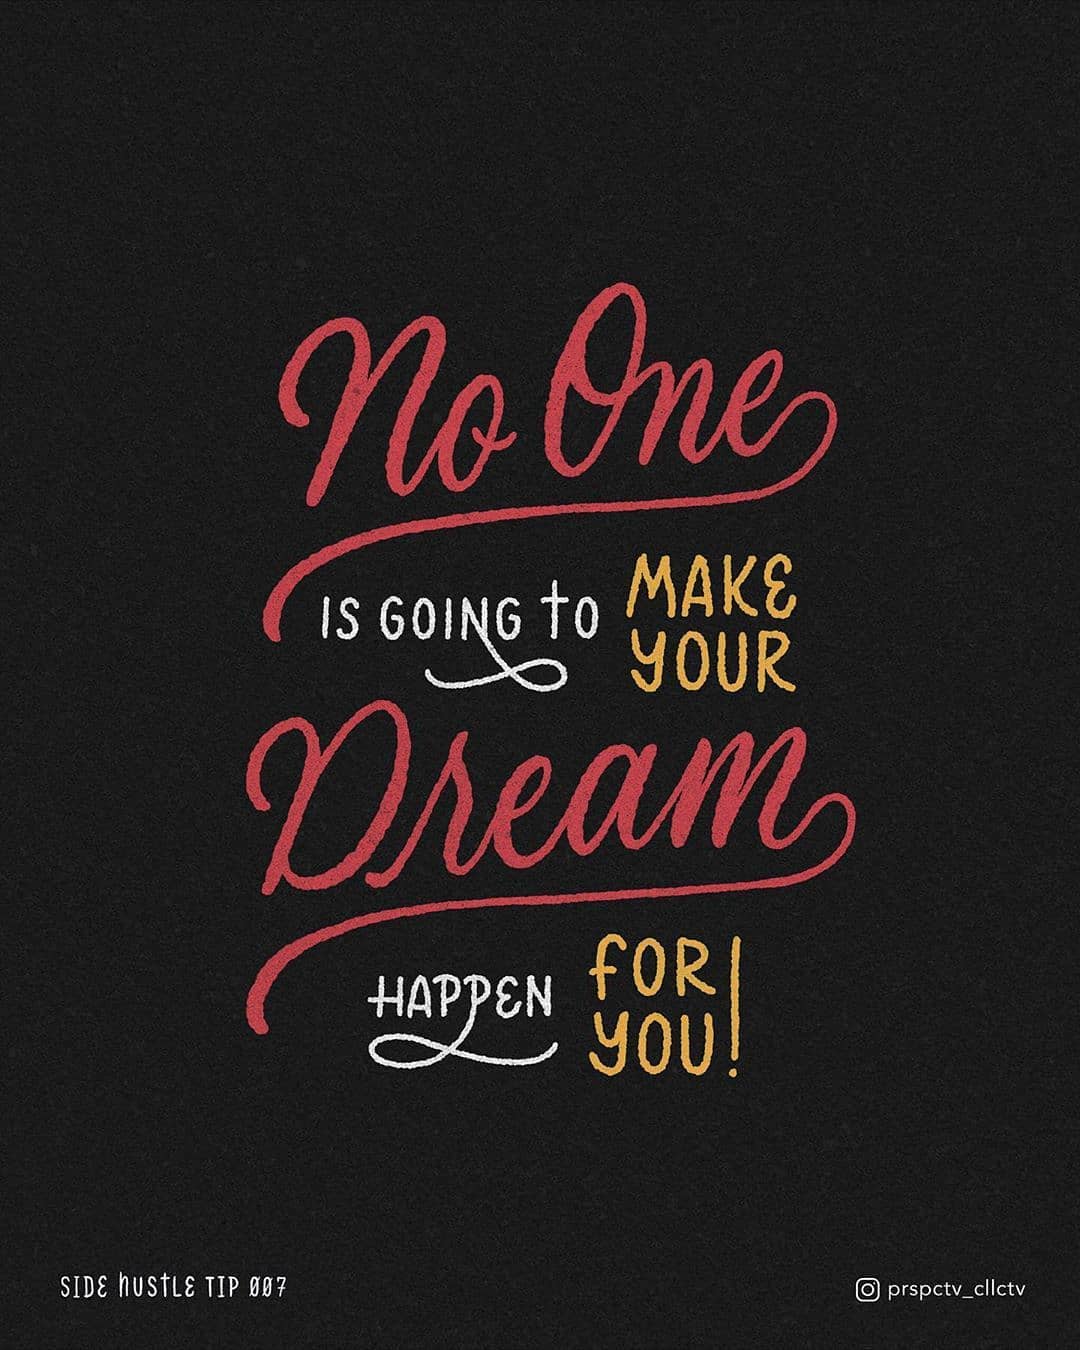 No One
IS GOING TO MAKE
YOUR
Dream
HAPPEN FOR
YOU!
SIDE HUSTLE TIP 007
prspctv_cllctv